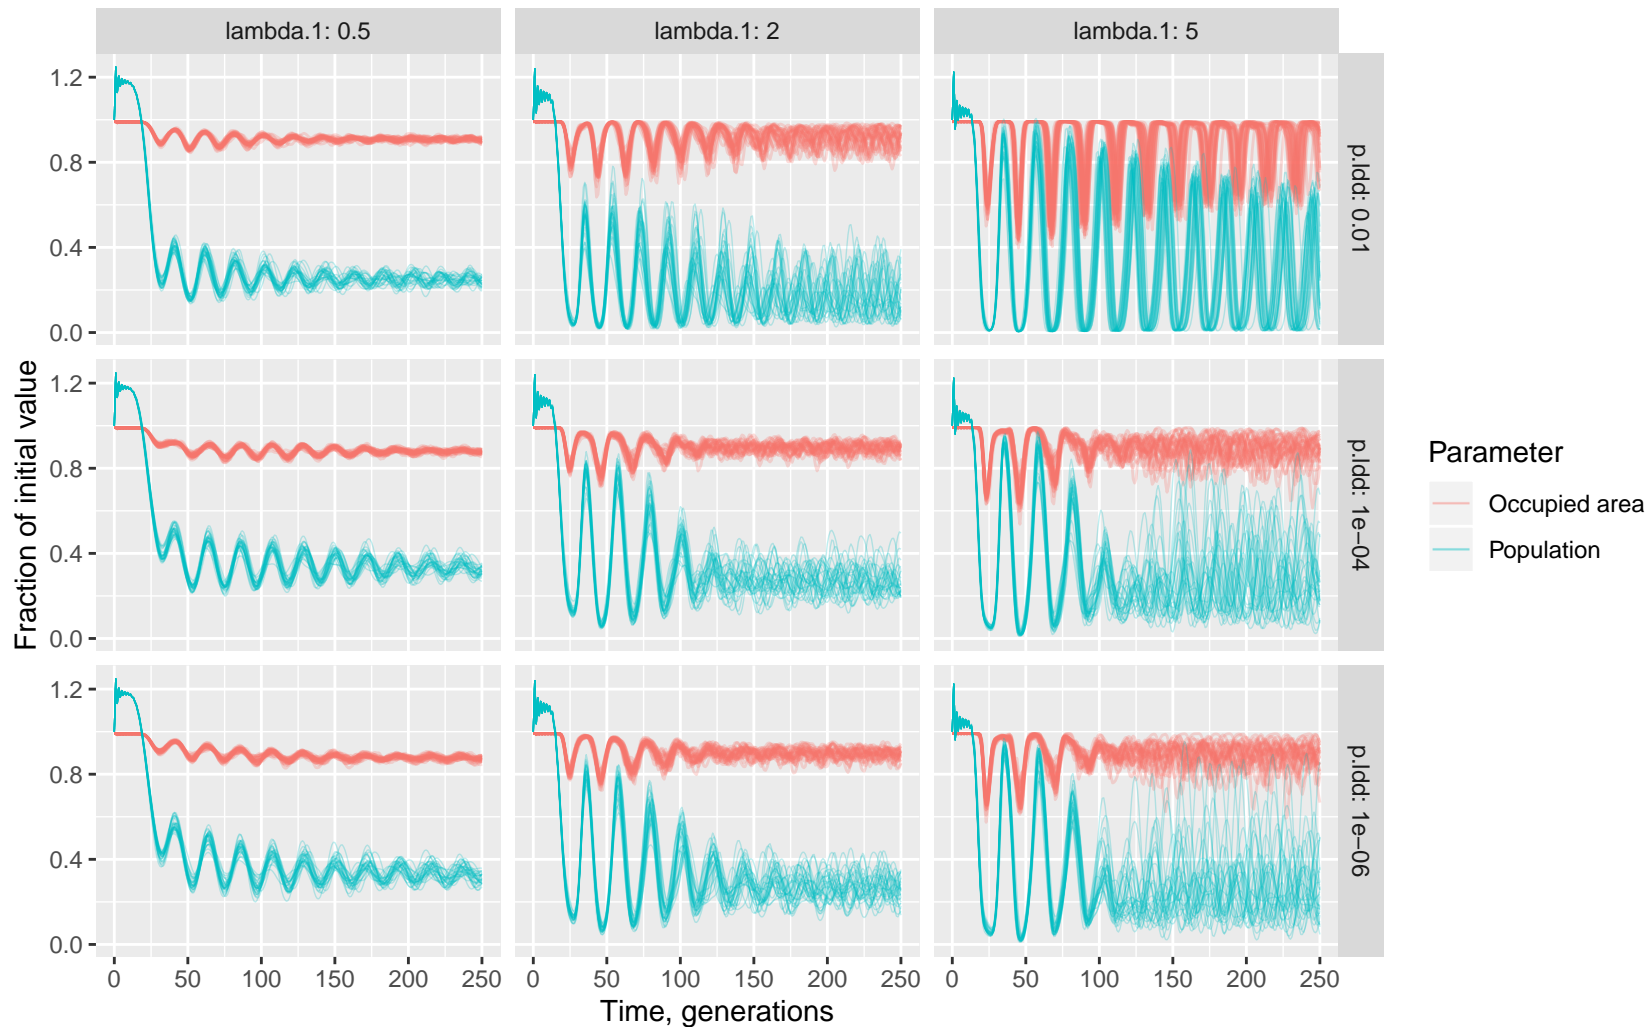 lambda.1: 0.5
lambda.1: 2
lambda.1: 5
1.2
0.8
0.4
0.0
p.ldd: 0.01
1.2
0.8
0.4
0.0
p.ldd: 1e−04
1.2
0.8
0.4
0.0
p.ldd: 1e−06
Fraction of initial value
0 50 100 150 200 250
0 50 100 150 200 250
0 50 100 150 200 250
Time, generations
Parameter
Occupied area
Population